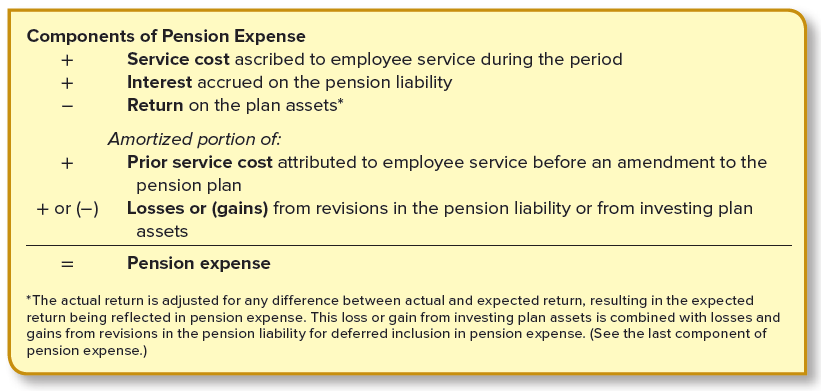 Components of Pension Expense
+ Service cost ascribed to employee service during the period
+ Interest accrued on the pension liability
− Return on the plan assets*
Amortized portion of:
+ Prior service cost attributed to employee service before an amendment to the
pension plan
+ or (−) Losses or (gains) from revisions in the pension liability or from investing plan
assets
= Pension expense
*The actual return is adjusted for any difference between actual and expected return, resulting in the expected
return being reflected in pension expense. This loss or gain from investing plan assets is combined with losses and
gains from revisions in the pension liability for deferred inclusion in pension expense. (See the last component of
pension expense.)